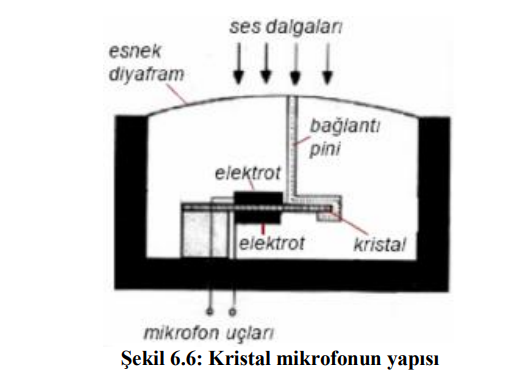 ses dalgaları
esnek
diyafram
bağlantı
pini
elektrot
elektrot
kristal
mikrofon uçları
Şekil 6.6: Kristal mikrofonun yapısı